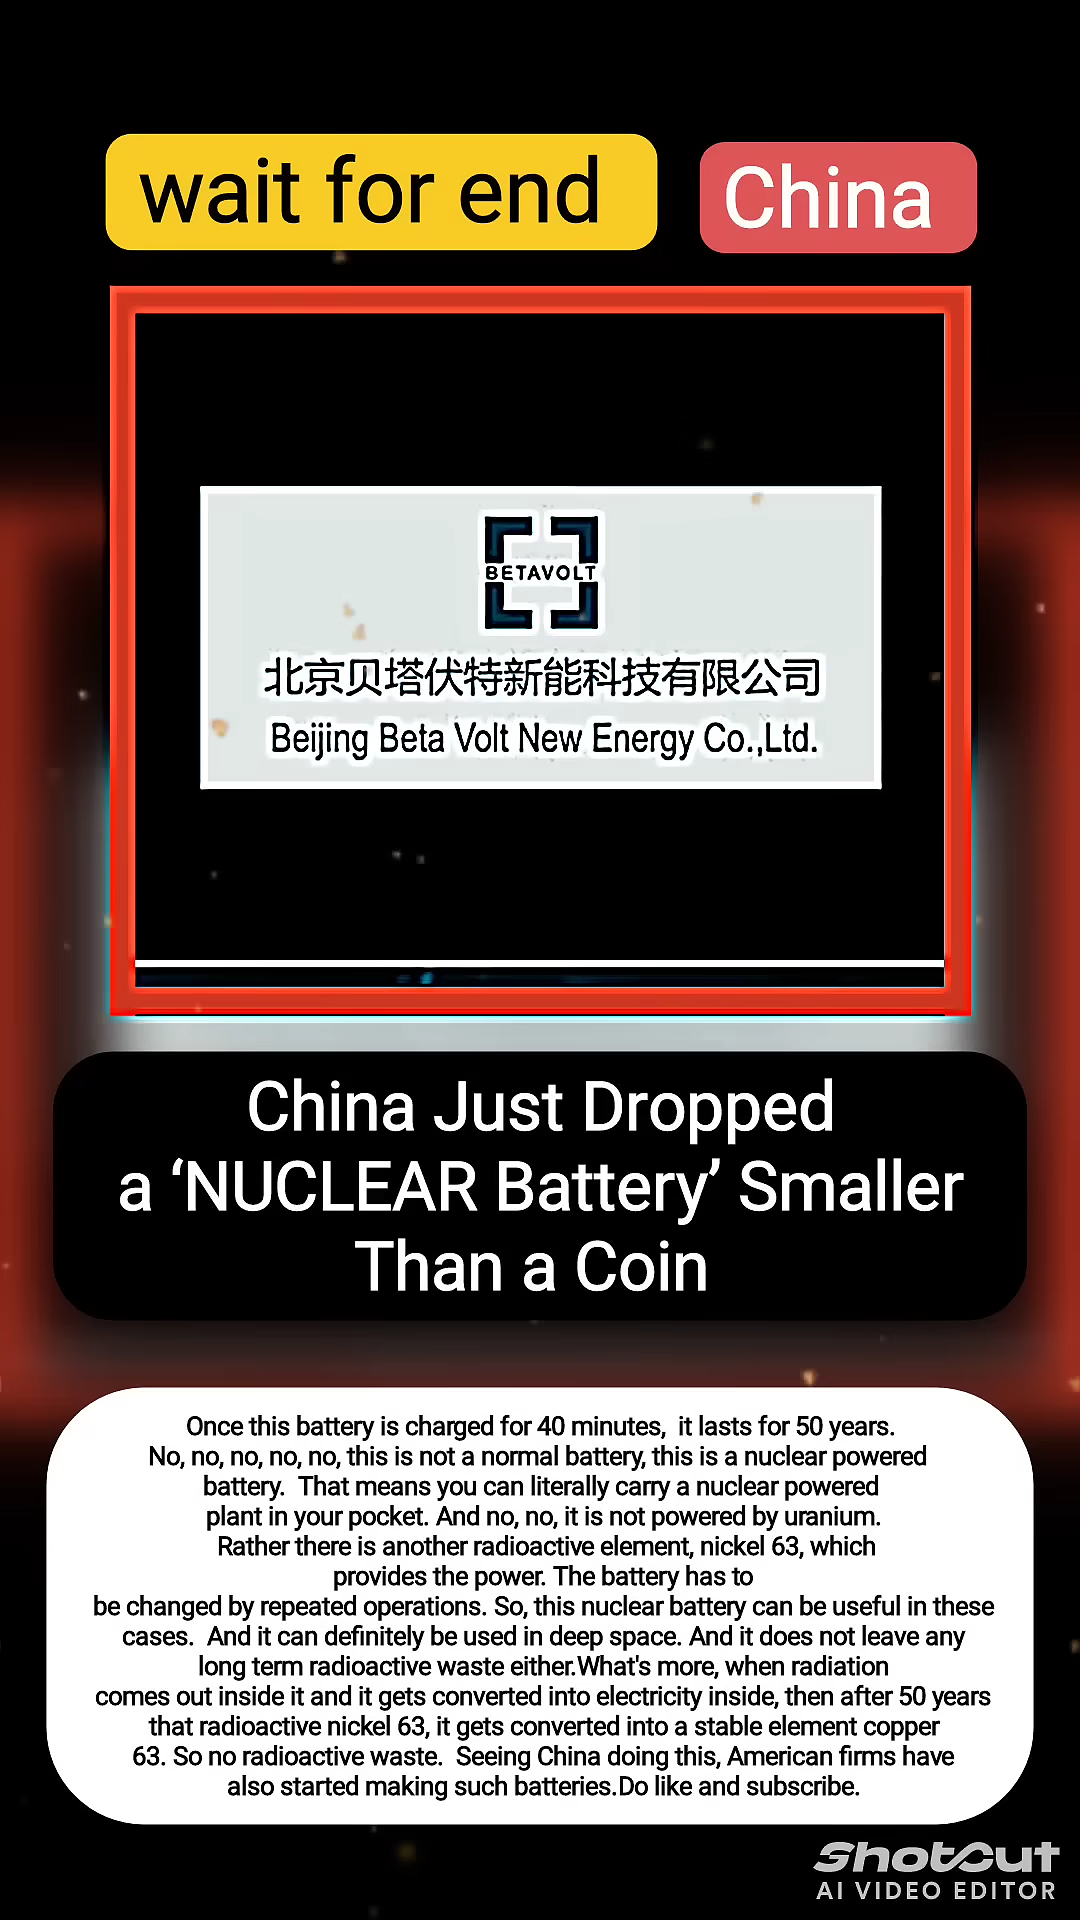 wait for end
China
BETAVOLT
北京贝塔伏特新能科技有限公司
Beijing Beta Volt New Energy Co.,Ltd.
China Just Dropped
a ‘NUCLEAR Battery’ Smaller
Than a Coin
Once this battery is charged for 40 minutes,  it lasts for 50 years.
No, no, no, no, no, this is not a normal battery, this is a nuclear powered
battery.  That means you can literally carry a nuclear powered
plant in your pocket. And no, no, it is not powered by uranium.
Rather there is another radioactive element, nickel 63, which
provides the power. The battery has to
be changed by repeated operations. So, this nuclear battery can be useful in these
cases.  And it can definitely be used in deep space. And it does not leave any
long term radioactive waste either.What's more, when radiation
comes out inside it and it gets converted into electricity inside, then after 50 years
that radioactive nickel 63, it gets converted into a stable element copper
63. So no radioactive waste.  Seeing China doing this, American firms have
also started making such batteries.Do like and subscribe.
ShotCut
AI VIDEO EDITOR